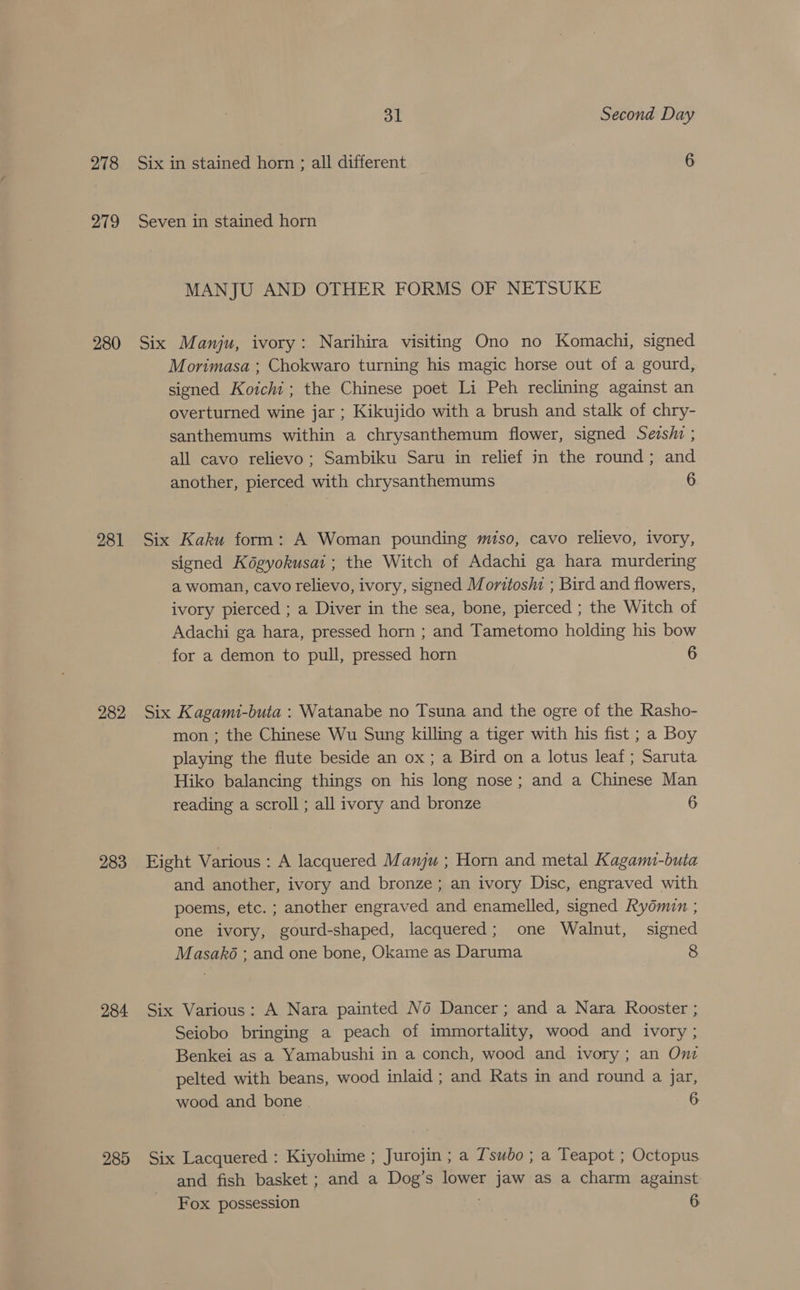 31 Second Day
278 Six in stained horn ; all different 6
279 Seven in stained horn
MANJU AND OTHER FORMS OF NETSUKE
280 Six Manju, ivory : Narihira visiting Ono no Komachi, signed
Morimasa ; Chokwaro turning his magic horse out of a gourd,
signed Koichi ; the Chinese poet Li Peh reclining against an
overturned wine jar ; Kikujido with a brush and stalk of chry-
santhemums within a chrysanthemum flower, signed Seishi ;
all cavo relievo ; Sambiku Saru in relief in the round ; and
another, pierced with chrysanthemums 6
281 Six Kaku form : A Woman pounding miso, cavo relievo, ivory,
signed Kógyokusai ; the Witch of Adachi ga hara murdering
a woman, cavo relievo, ivory, signed Moritoshi ; Bird and flowers,
ivory pierced ; a Diver in the sea, bone, pierced ; the Witch of
Adachi ga hara, pressed horn ; and Tametomo holding his bow
for a demon to pull, pressed horn 6
282 Six Kagami-buta : Watanabe no Tsuna and the ogre of the Rasho-
mon ; the Chinese Wu Sung killing a tiger with his fist ; a Boy
playing the flute beside an ox ; a Bird on a lotus leaf ; Saruta
Hiko balancing things on his long nose ; and a Chinese Man
reading a scroll ; all ivory and bronze 6
283 Eight Various : A lacquered Manju ; Horn and metal Kagami-buta
and another, ivory and bronze ; an ivory Disc, engraved with
poems, etc. ; another engraved and enamelled, signed Ryómin ;
one ivory, gourd-shaped, lacquered ; one Walnut, signed
Masakó ; and one bone, Okame as Daruma 8
284 Six Various : A Nara painted Nó Dancer ; and a Nara Rooster ;
Seiobo bringing a peach of immortality, wood and ivory ;
Benkei as a Yamabushi in a conch, wood and ivory ; an Oni
pelted with beans, wood inlaid ; and Rats in and round a jar,
wood and bone 6
285 Six Lacquered : Kiyohime ; Jurojin ; a Tsubo ; a Teapot ; Octopus
and fish basket ; and a Dog's lower jaw as a charm against
Fox possession 6